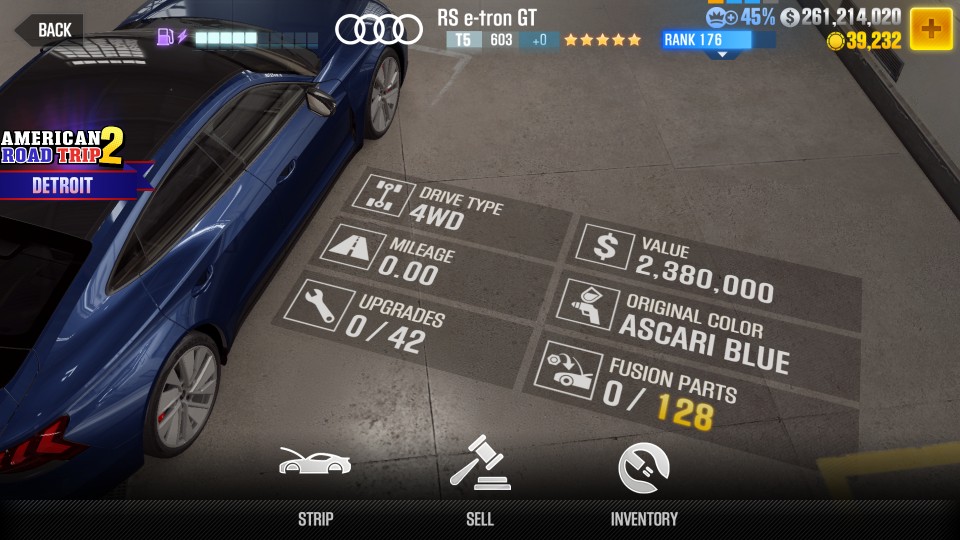 BACK
RS e-tron GT
T5 603 +0
45%
261,214,020
RANK 176
39,232
AMERICAN
ROAD TRIP 2
DETROIT
DRIVE TYPE
4WD
MILEAGE
0.00
UPGRADES
0 / 42
VALUE
2,380,000
ORIGINAL COLOR
ASCARI BLUE
FUSION PARTS
0 / 128
STRIP
SELL
INVENTORY